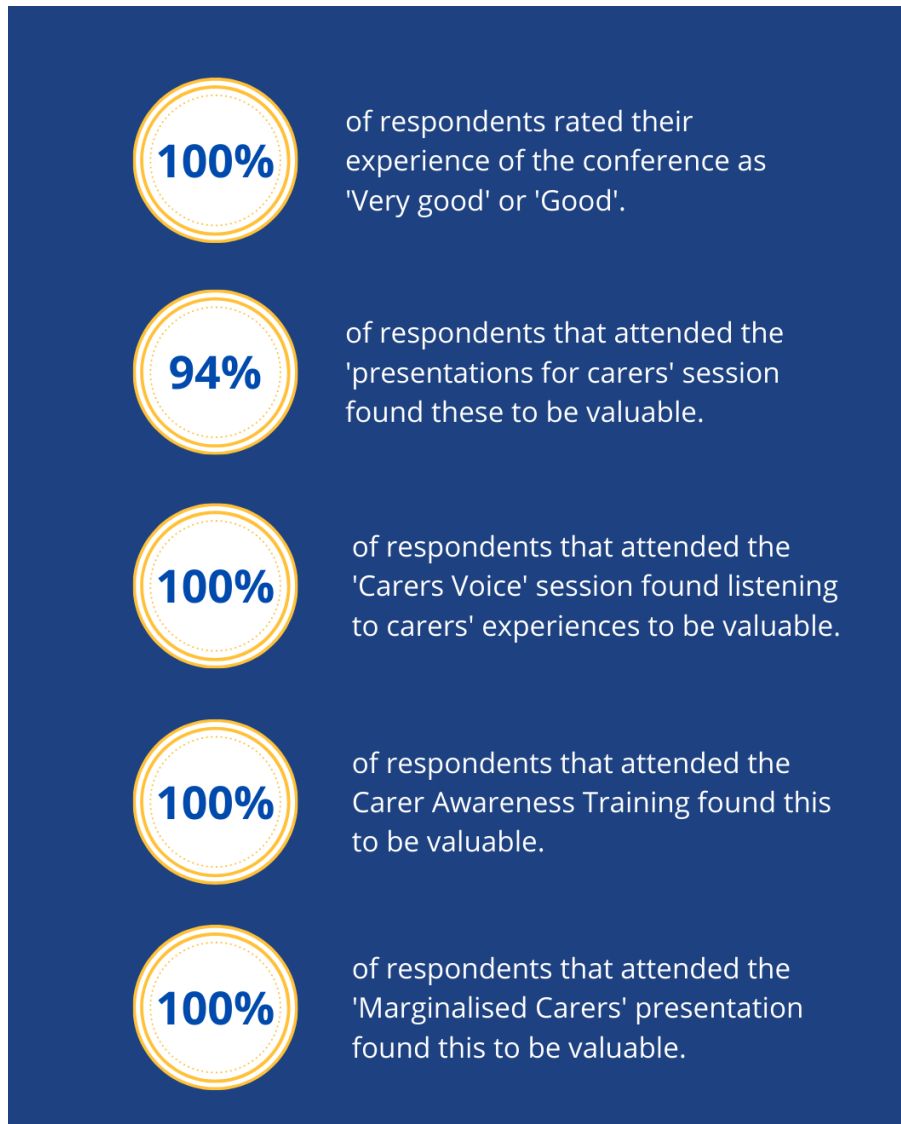 100%
of respondents rated their
experience of the conference as
'Very good' or 'Good'.
94%
of respondents that attended the
'presentations for carers' session
found these to be valuable.
100%
of respondents that attended the
'Carers Voice' session found listening
to carers' experiences to be valuable.
100%
of respondents that attended the
Carer Awareness Training found this
to be valuable.
100%
of respondents that attended the
'Marginalised Carers' presentation
found this to be valuable.